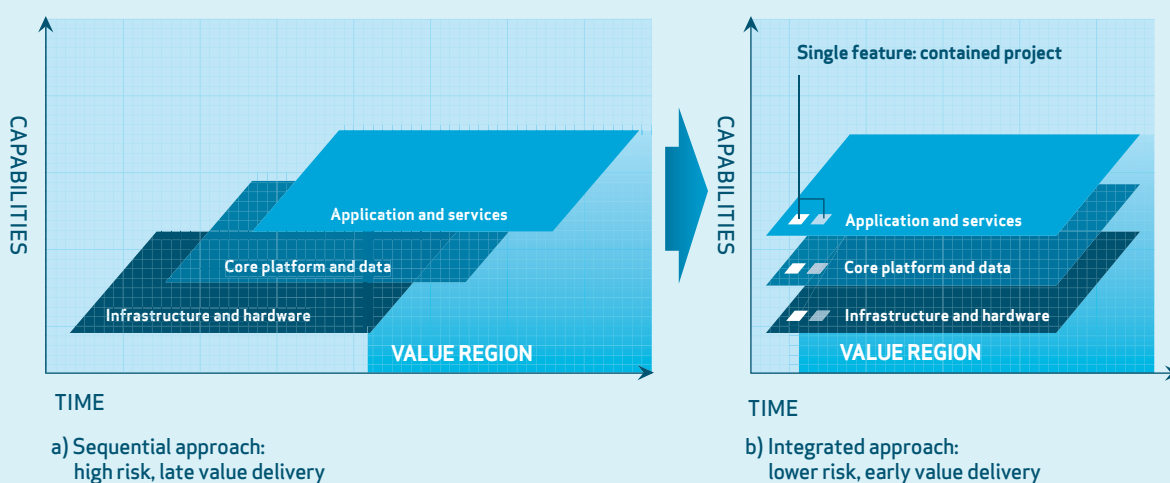 CAPABILITIES
Application and services
Core platform and data
Infrastructure and hardware
VALUE REGION
TIME
a) Sequential approach:
high risk, late value delivery
CAPABILITIES
Single feature: contained project
Application and services
Core platform and data
Infrastructure and hardware
VALUE REGION
TIME
b) Integrated approach:
lower risk, early value delivery